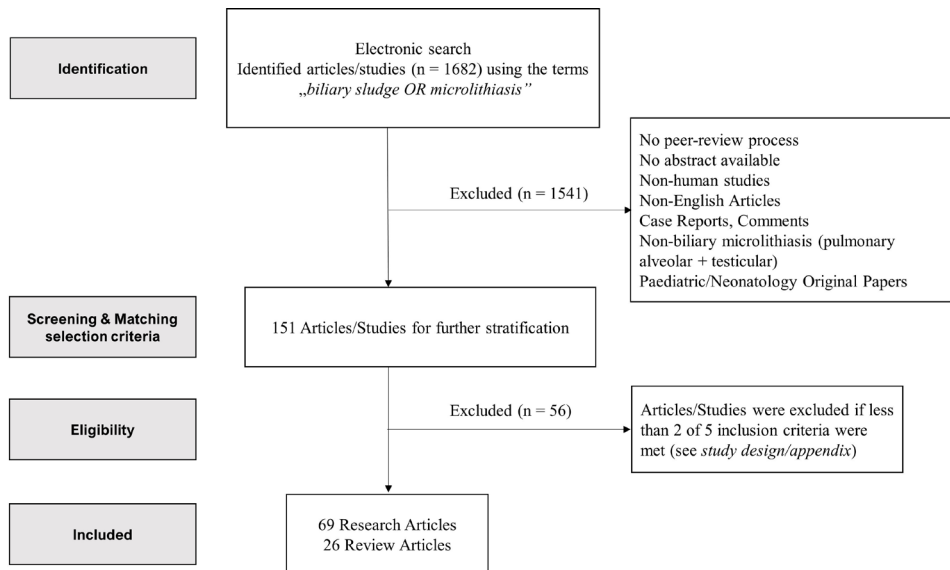 Identification
Electronic search
Identified articles/studies (n = 1682) using the terms
„biliary sludge OR microlithiasis”
Excluded (n = 1541)
No peer-review process
No abstract available
Non-human studies
Non-English Articles
Case Reports, Comments
Non-biliary microlithiasis (pulmonary
alveolar + testicular)
Paediatric/Neonatology Original Papers
Screening & Matching
selection criteria
151 Articles/Studies for further stratification
Eligibility
Excluded (n = 56)
Articles/Studies were excluded if less
than 2 of 5 inclusion criteria were
met (see study design/appendix)
Included
69 Research Articles
26 Review Articles